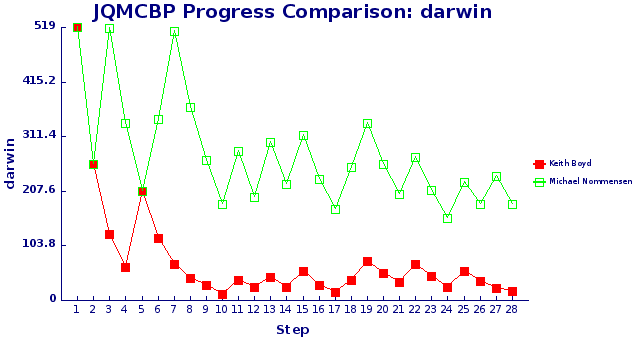 JQMCBP Progress Comparison: darwin
519
415.2
311.4
207.6
103.8
0
darwin
1 2 3 4 5 6 7 8 9 10 11 12 13 14 15 16 17 18 19 20 21 22 23 24 25 26 27 28
Step
Keith Boyd
Michael Nommensen